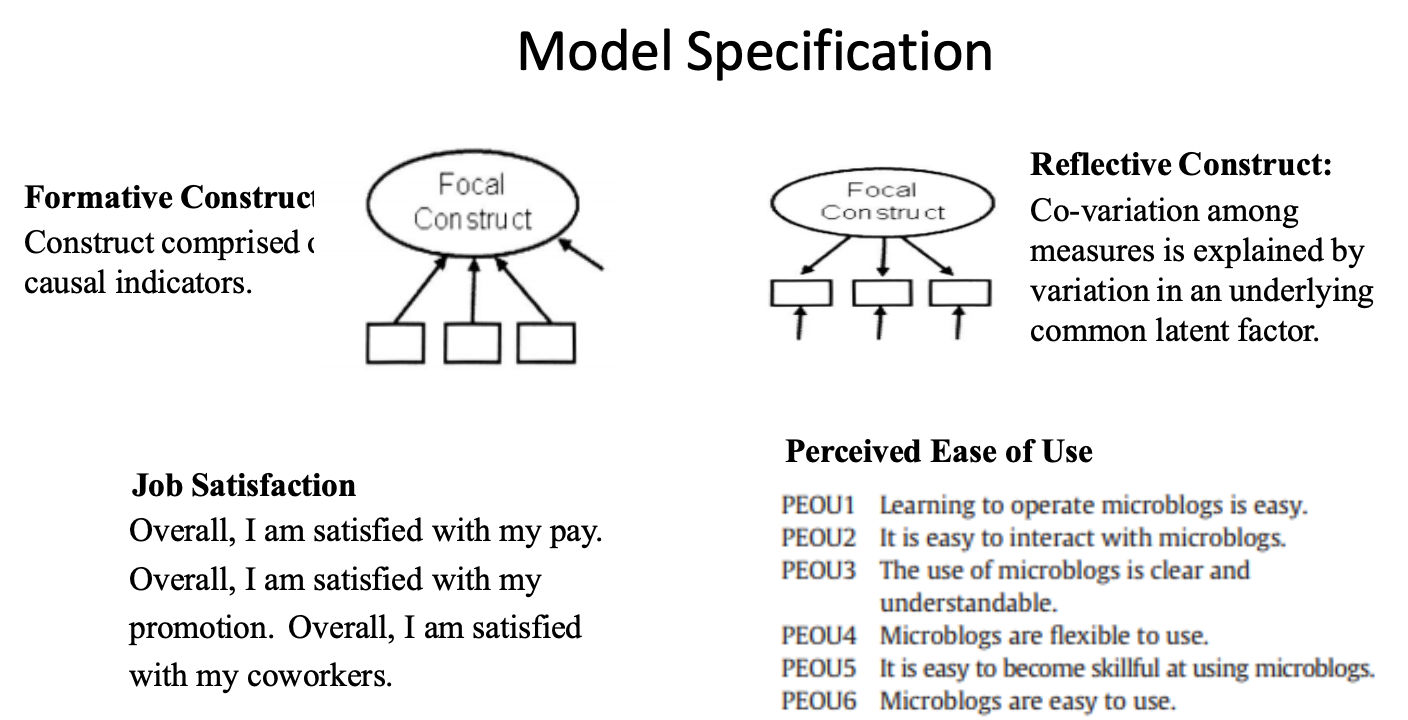 Model Specification
Formative Construct
Construct comprised
causal indicators.
Focal
Construct
Focal
Construct
Reflective Construct:
Co-variation among
measures is explained by
variation in an underlying
common latent factor.
Job Satisfaction
Overall, I am satisfied with my pay.
Overall, I am satisfied with my
promotion. Overall, I am satisfied
with my coworkers.
Perceived Ease of Use
PEOU1 Learning to operate microblogs is easy.
PEOU2 It is easy to interact with microblogs.
PEOU3 The use of microblogs is clear and
understandable.
PEOU4 Microblogs are flexible to use.
PEOU5 It is easy to become skillful at using microblogs.
PEOU6 Microblogs are easy to use.